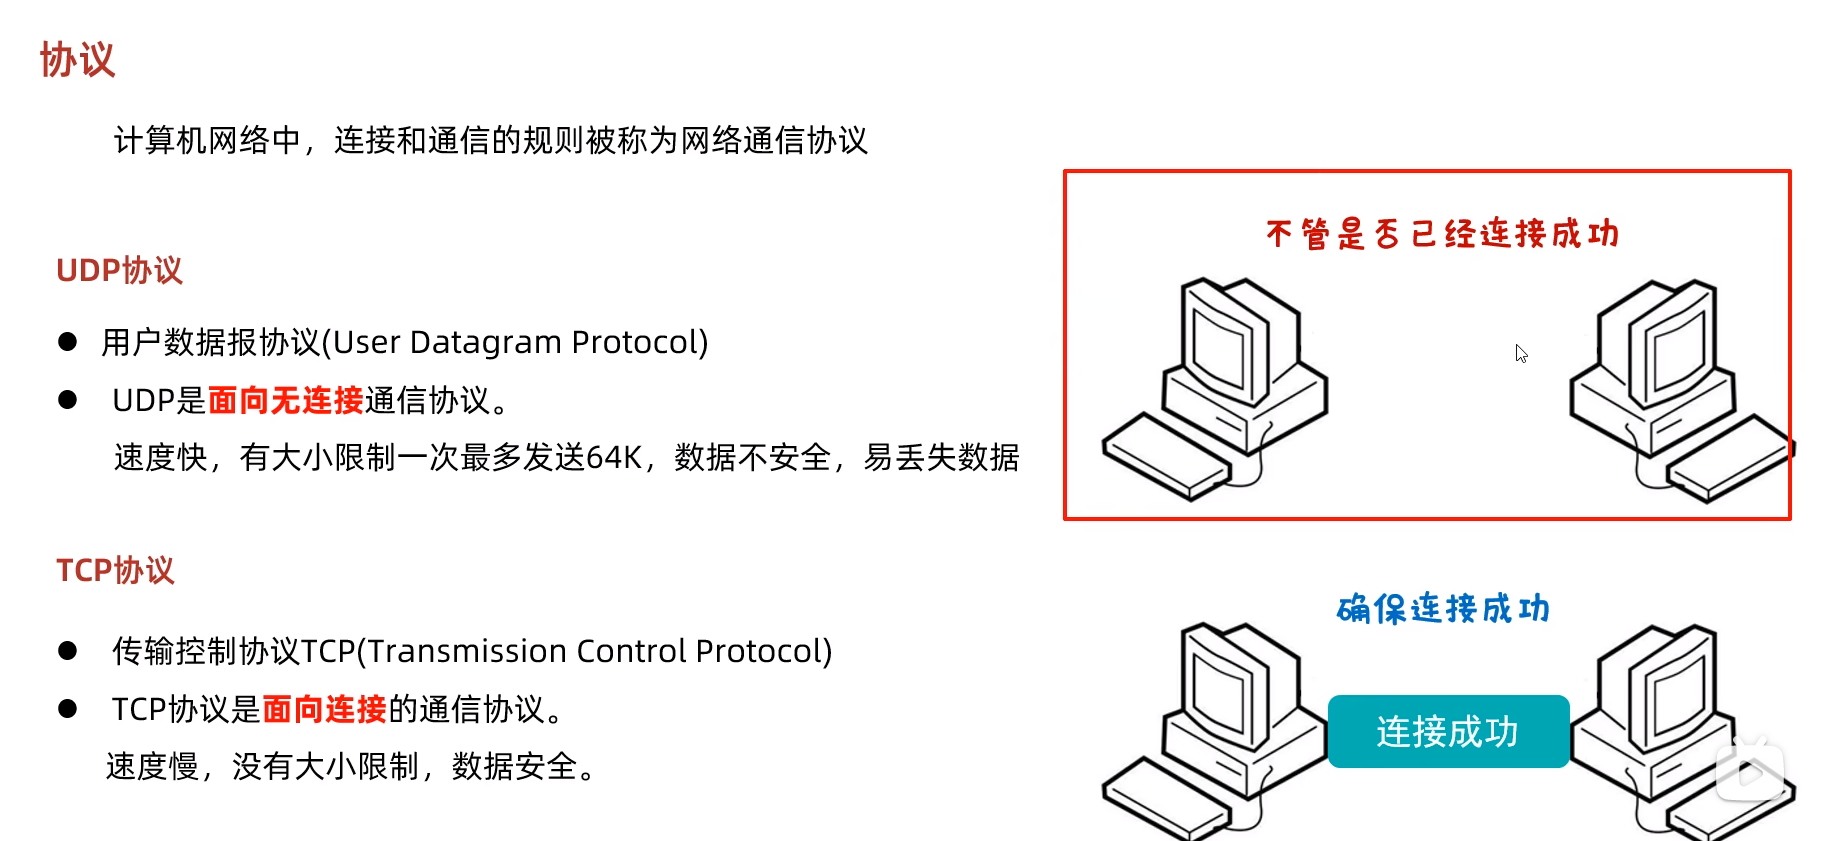 协议
计算机网络中，连接和通信的规则被称为网络通信协议
UDP协议
用户数据报协议(User Datagram Protocol)
UDP是面向无连接通信协议。
速度快，有大小限制一次最多发送64K，数据不安全，易丢失数据
不管是否已经连接成功
TCP协议
传输控制协议TCP(Transmission Control Protocol)
TCP协议是面向连接的通信协议。
速度慢，没有大小限制，数据安全。
确保连接成功
连接成功